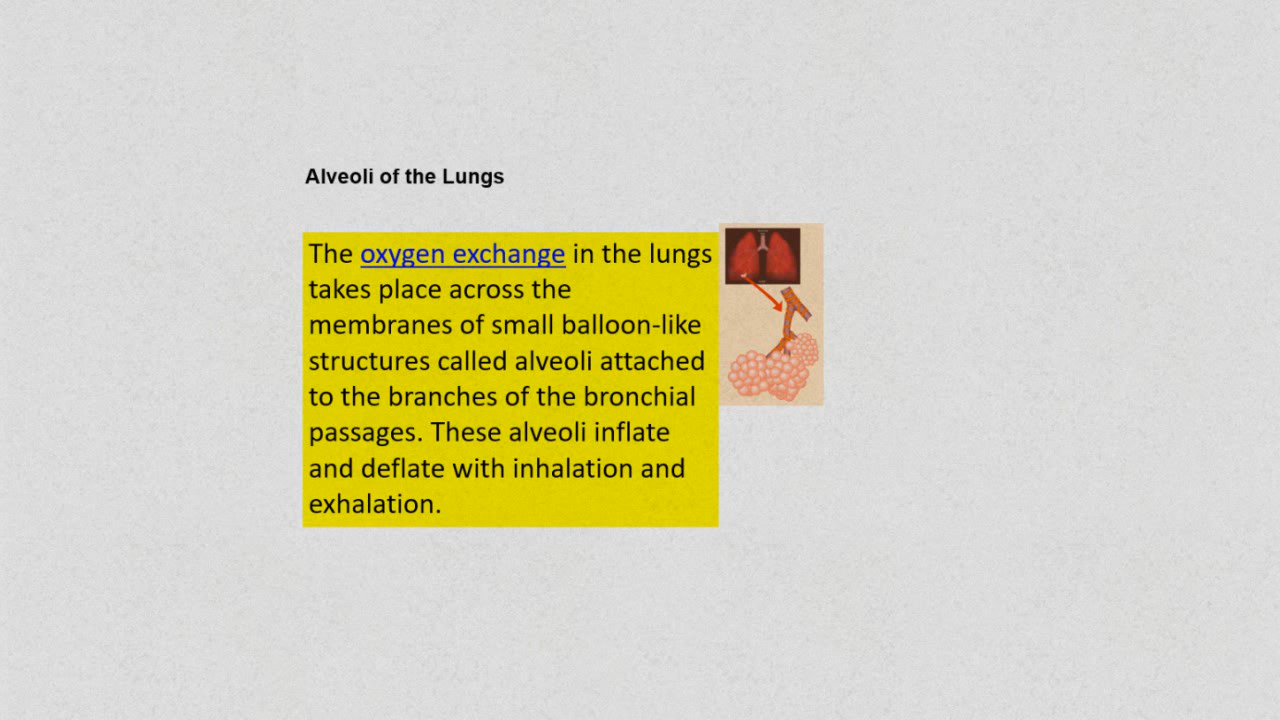 Alveoli of the Lungs
The oxygen exchange in the lungs
takes place across the
membranes of small balloon-like
structures called alveoli attached
to the branches of the bronchial
passages. These alveoli inflate
and deflate with inhalation and
exhalation.